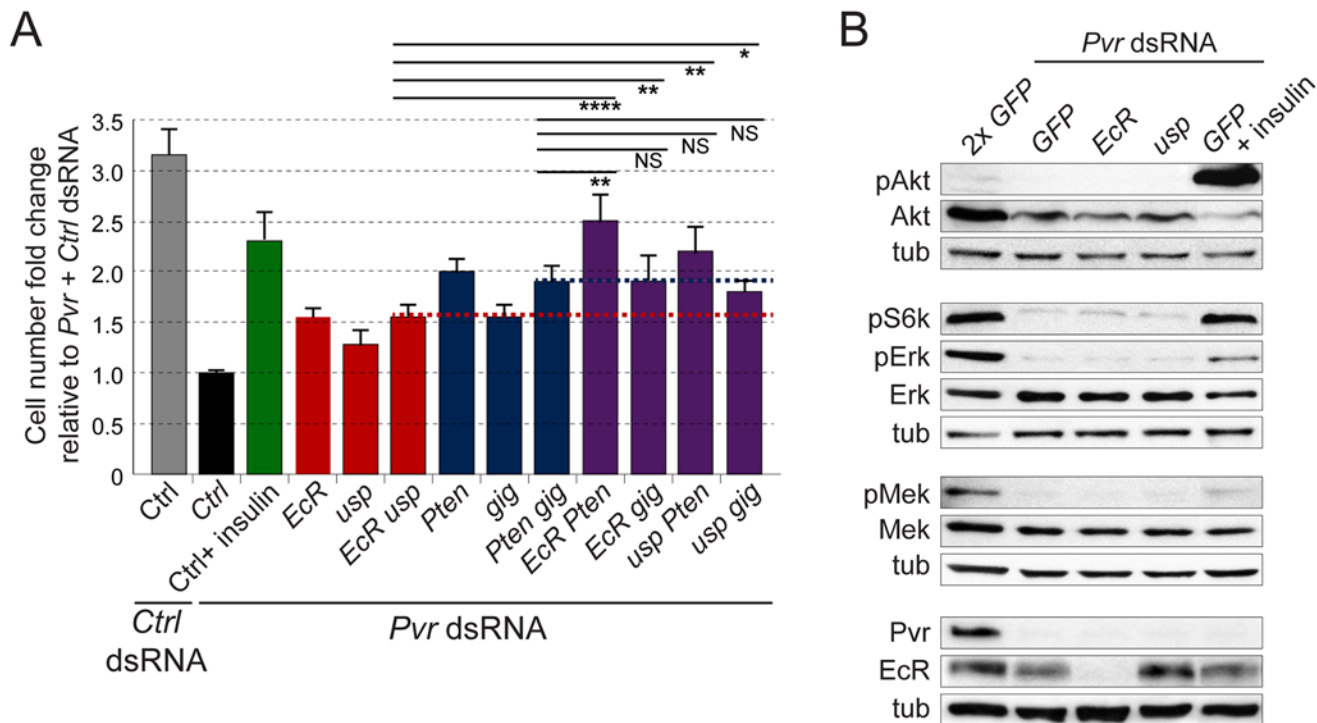 A
Cell number fold change
relative to Pvr + Ctrl dsRNA
3.5
3.0
2.5
2.0
1.5
1.0
0.5
0
*
**
**
****
NS
NS
NS
**
Ctrl
Ctrl
Ctrl+ insulin
EcR
usp
EcR usp
Pten
gig
Pten gig
EcR Pten
EcR gig
usp Pten
usp gig
Ctrl
dsRNA
Pvr dsRNA
B
Pvr dsRNA
2x GFP
GFP
EcR
usp
GFP
+ insulin
pAkt
Akt
tub
pS6k
pErk
Erk
tub
pMek
Mek
tub
Pvr
EcR
tub